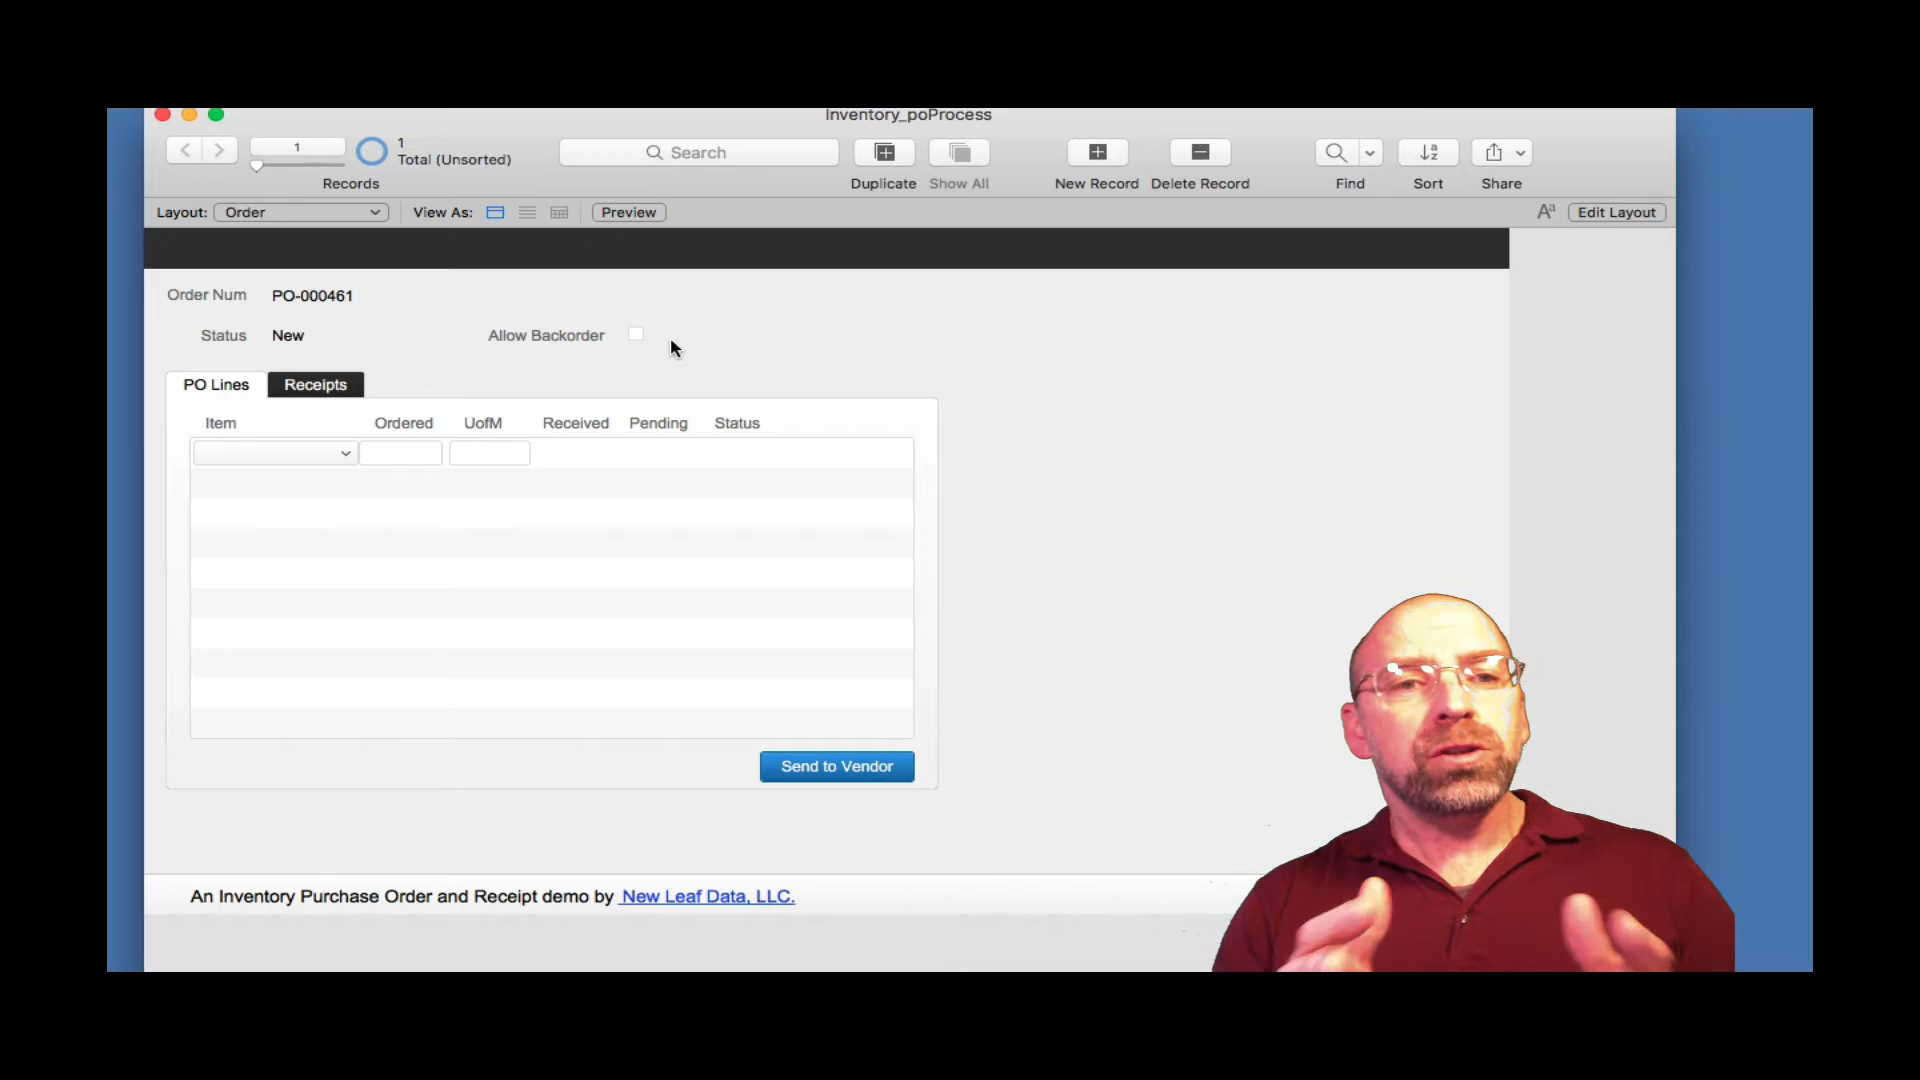 Inventory_poProcess
1
1
Total (Unsorted)
Search
Records
Duplicate
Show All
New Record
Delete Record
Find
Sort
Share
Layout: Order
View As:
Preview
Aa
Edit Layout
Order Num PO-000461
Status New
Allow Backorder
PO Lines
Receipts
Item Ordered UofM Received Pending Status
Send to Vendor
An Inventory Purchase Order and Receipt demo by New Leaf Data, LLC.